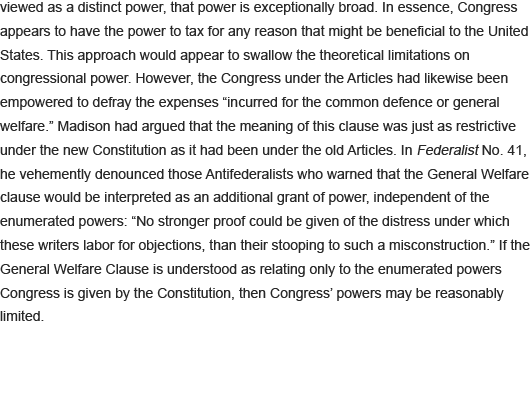 viewed as a distinct power, that power is exceptionally broad. In essence, Congress
appears to have the power to tax for any reason that might be beneficial to the United
States. This approach would appear to swallow the theoretical limitations on
congressional power. However, the Congress under the Articles had likewise been
empowered to defray the expenses “incurred for the common defence or general
welfare.” Madison had argued that the meaning of this clause was just as restrictive
under the new Constitution as it had been under the old Articles. In Federalist No. 41,
he vehemently denounced those Antifederalists who warned that the General Welfare
clause would be interpreted as an additional grant of power, independent of the
enumerated powers: “No stronger proof could be given of the distress under which
these writers labor for objections, than their stooping to such a misconstruction.” If the
General Welfare Clause is understood as relating only to the enumerated powers
Congress is given by the Constitution, then Congress’ powers may be reasonably
limited.